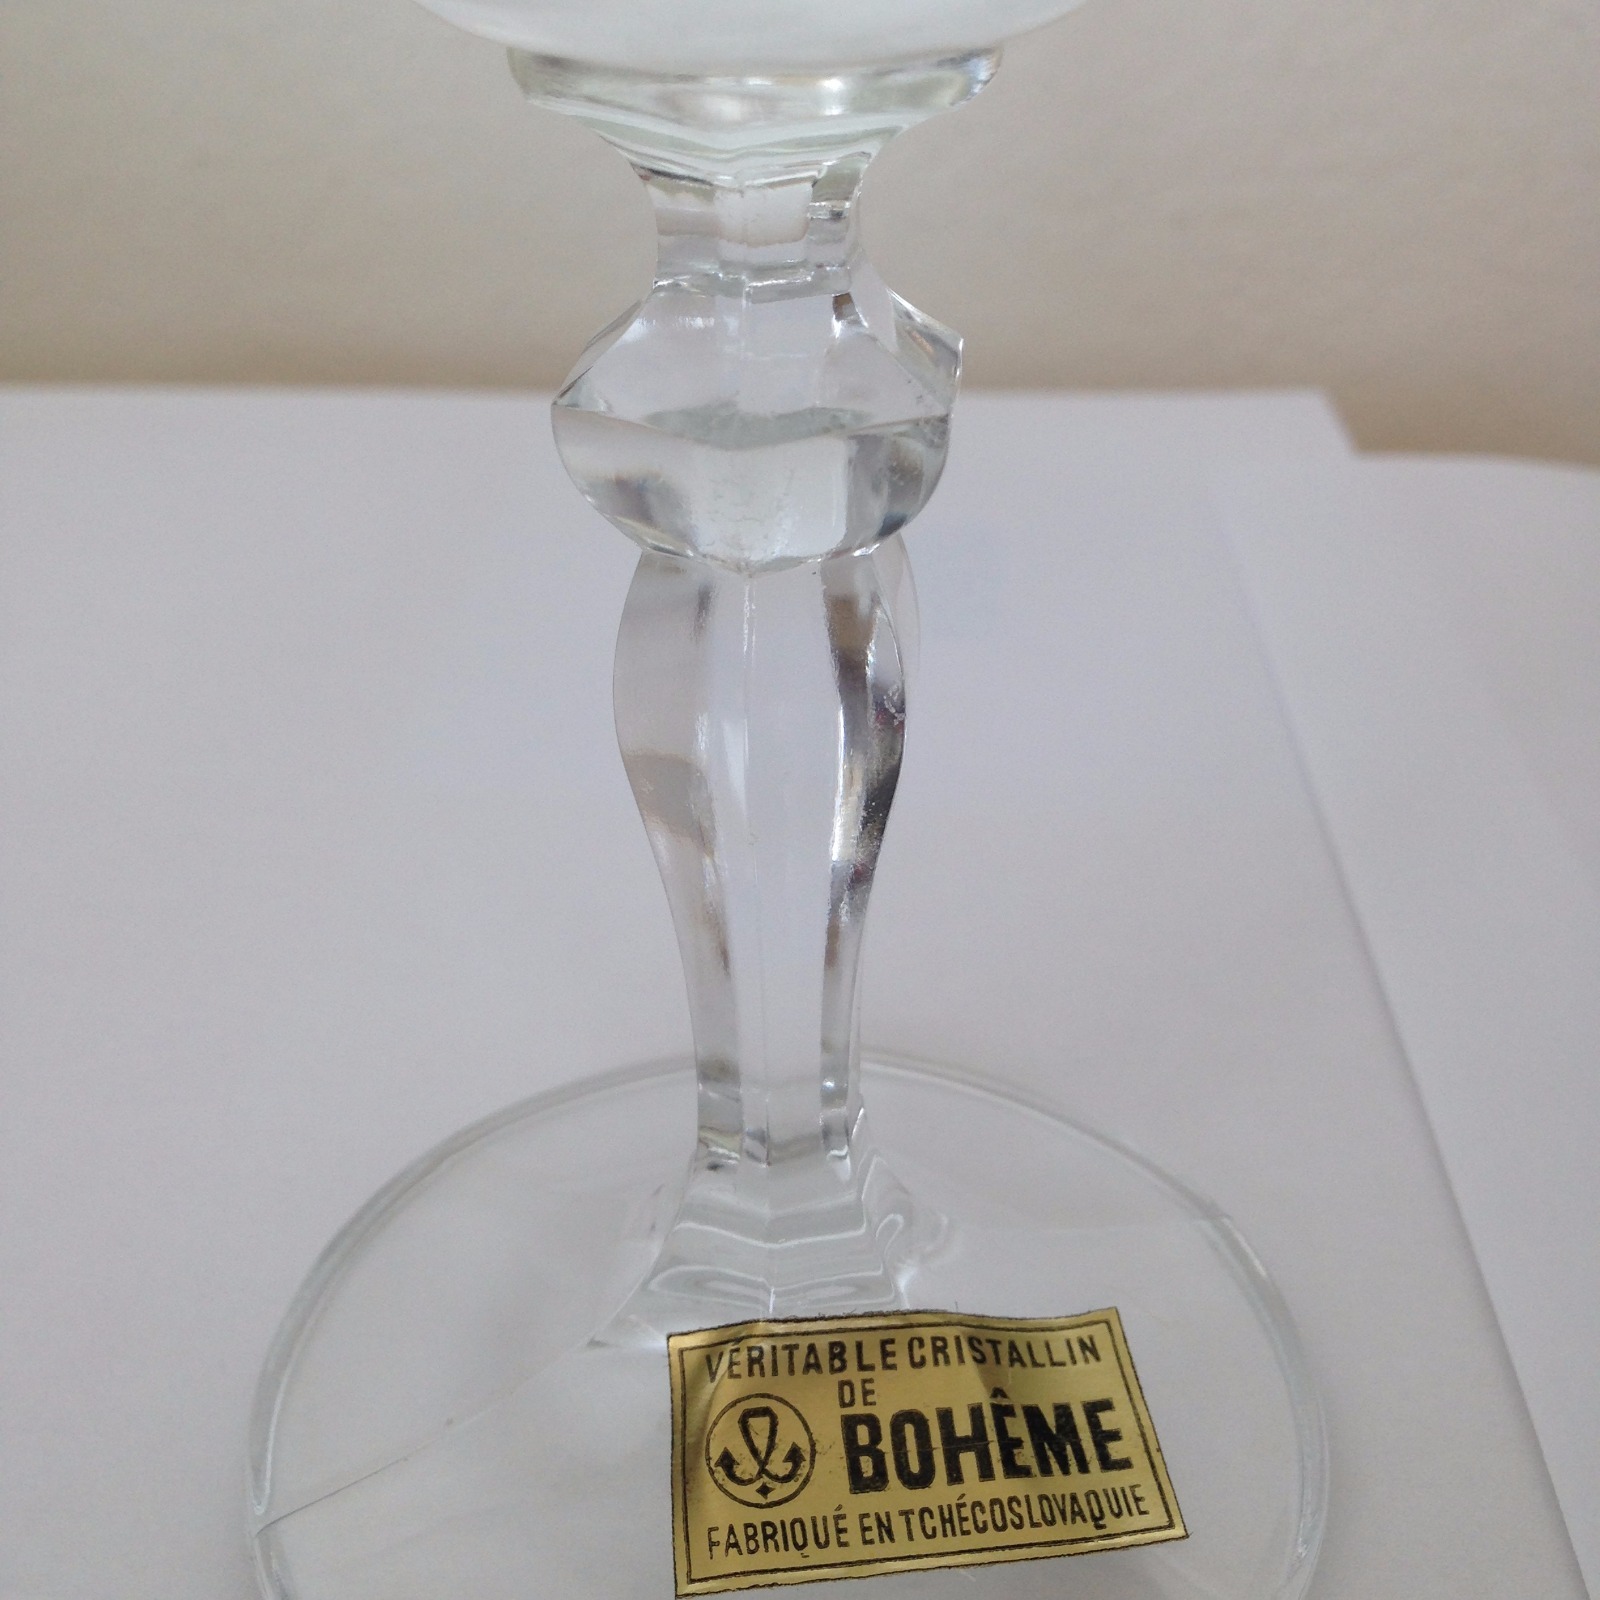 VÉRITABLE CRISTALLIN
DE
BOHÊME
FABRIQUÉ EN TCHÉCOSLOVAQUIE